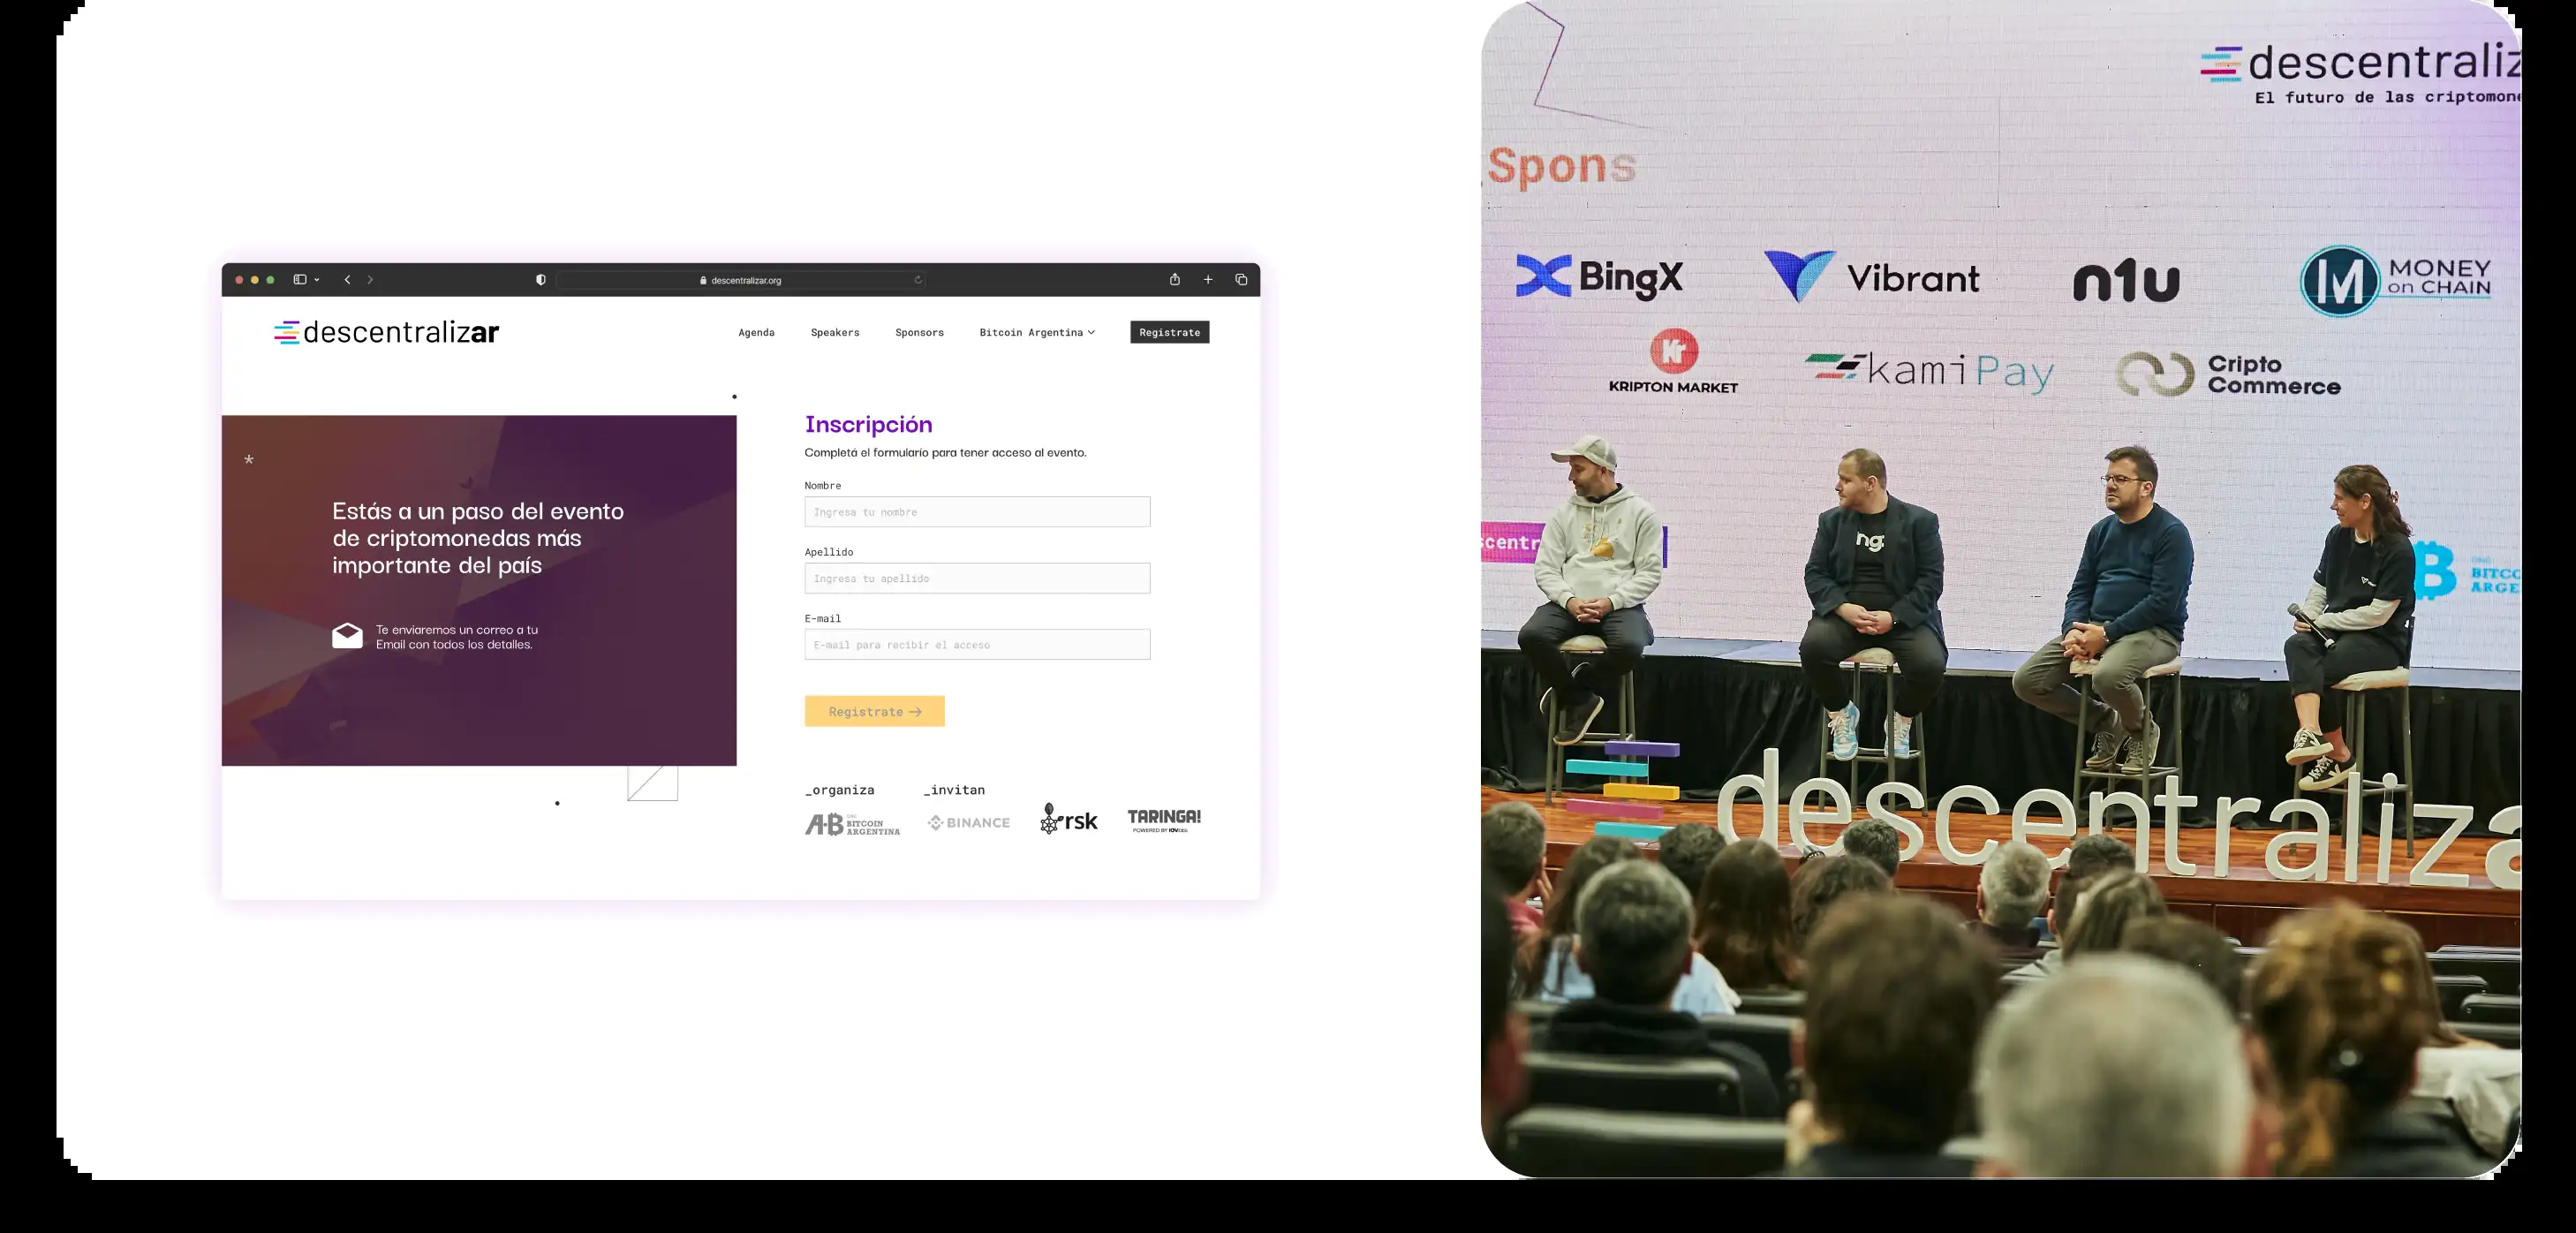 descentralizar.org
descentralizar
Agenda
Speakers
Sponsors
Bitcoin Argentina
Registrate
*
Estás a un paso del evento
de criptomonedas más
importante del país
Te enviaremos un correo a tu
Email con todos los detalles.
Inscripción
Completá el formulario para tener acceso al evento.
Nombre
Ingresa tu nombre
Apellido
Ingresa tu apellido
E-mail
E-mail para recibir el acceso
Registrate →
_organiza
_invitan
ONG
BITCOIN
ARGENTINA
BINANCE
rsk
TARINGA!
POWERED BY IOVlabs
descentraliz
El futuro de las criptomone
Spons
BingX
Vibrant
n1u
M MONEY
on CHAIN
Kr
KRIPTON MARKET
kamiPay
Cripto
Commerce
ng.
scentr
BITCO
ARGE
descentraliza